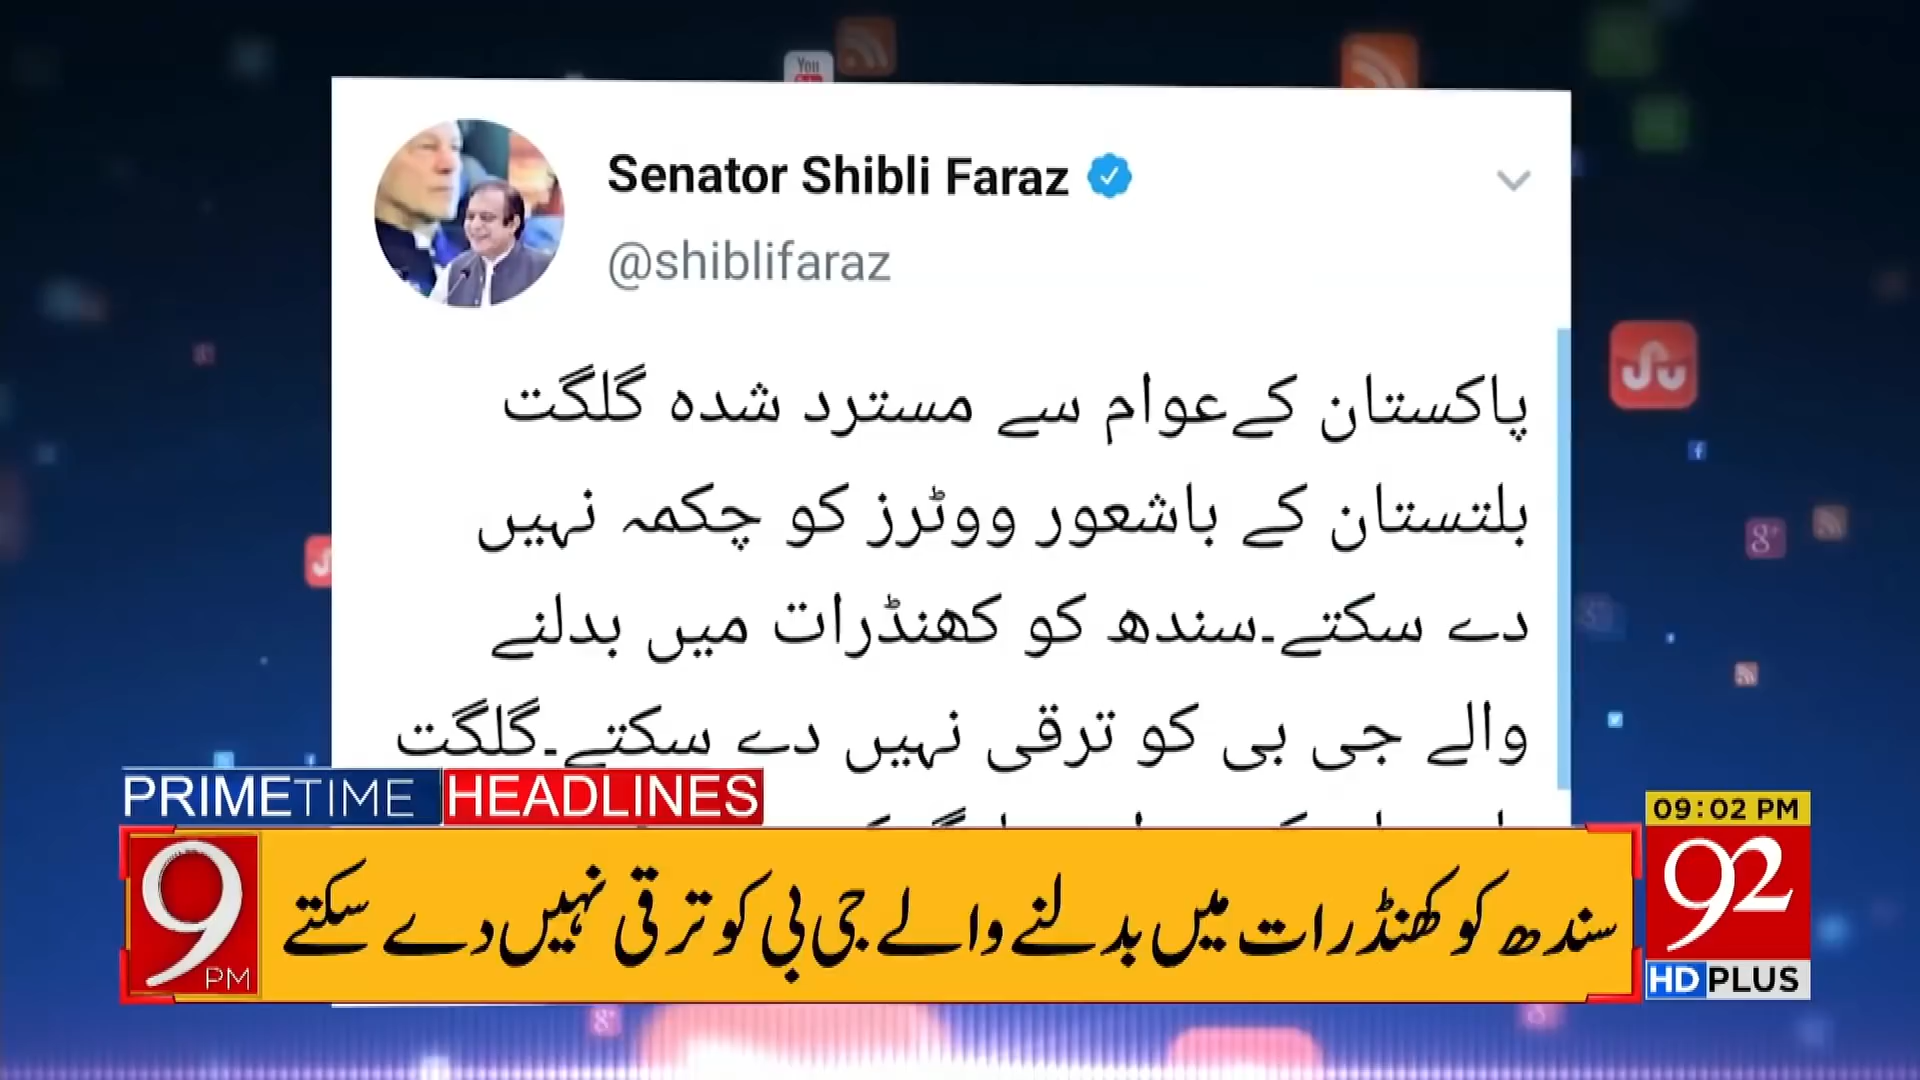 You
Senator Shibli Faraz
@shiblifaraz
پاکستان کےعوام سے مسترد شدہ گلگت
بلتستان کے باشعور ووٹرز کو چکمہ نہیں
دے سکتے۔سندھ کو کھنڈرات میں بدلنے
والے جی بی کو ترقی نہیں دے سکتے۔گلگت
PRIMETIME HEADLINES
09:02 PM
9 PM
سندھ کو کھنڈرات میں بدلنے والے جی بی کو ترقی نہیں دے سکتے
92
HD PLUS